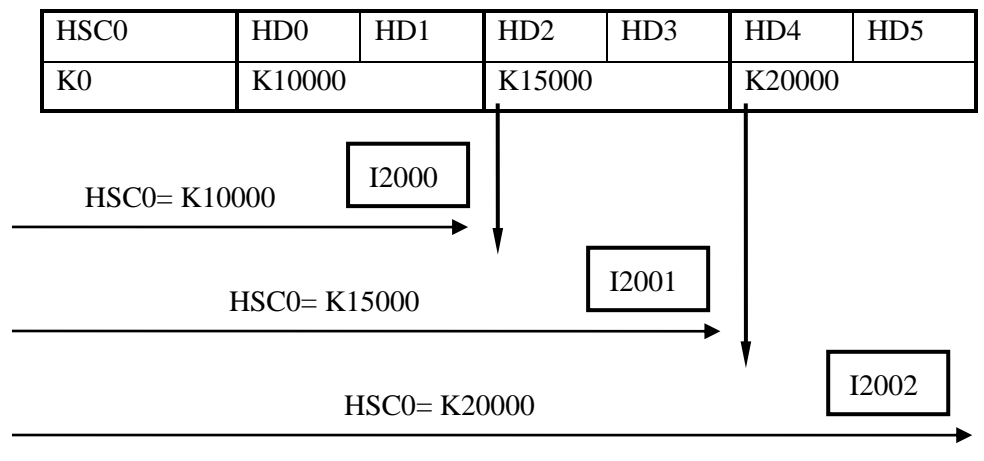 HSC0 HD0 HD1 HD2 HD3 HD4 HD5
K0 K10000 K15000 K20000
I2000
HSC0= K10000
I2001
HSC0= K15000
I2002
HSC0= K20000